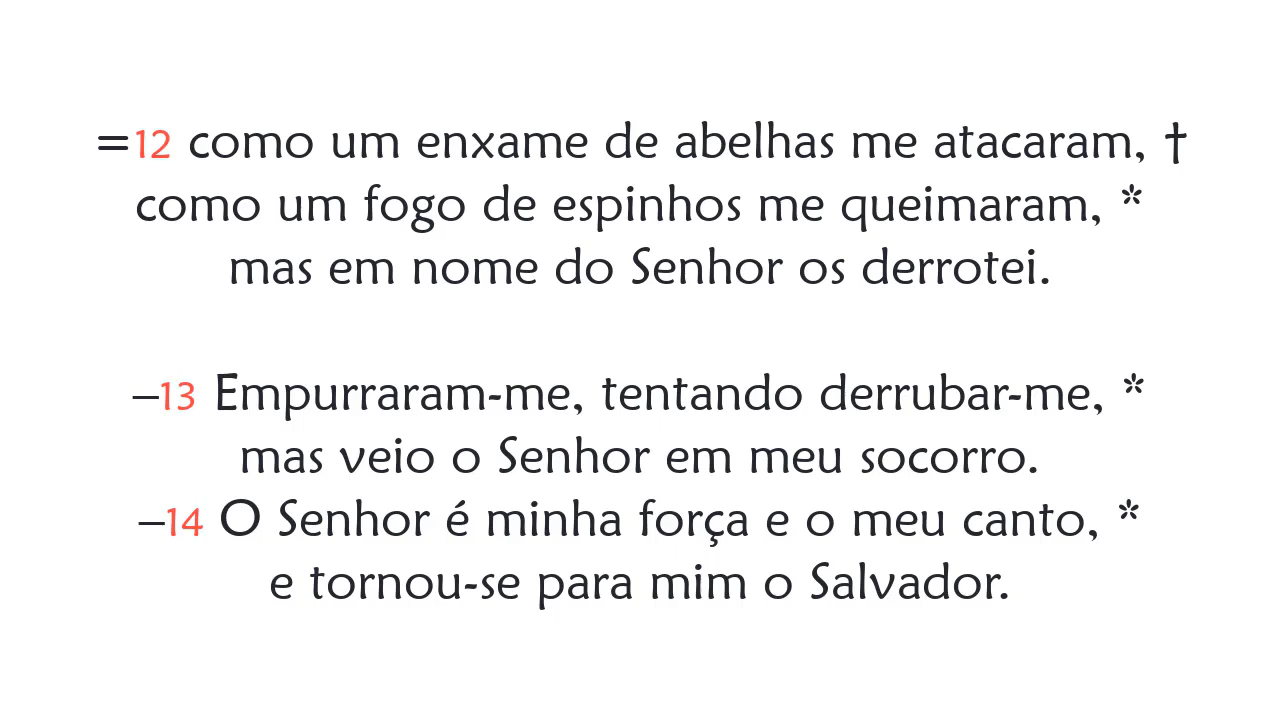 =12 como um enxame de abelhas me atacaram, †
como um fogo de espinhos me queimaram, *
mas em nome do Senhor os derrotei.
–13 Empurraram-me, tentando derrubar-me, *
mas veio o Senhor em meu socorro.
–14 O Senhor é minha força e o meu canto, *
e tornou-se para mim o Salvador.